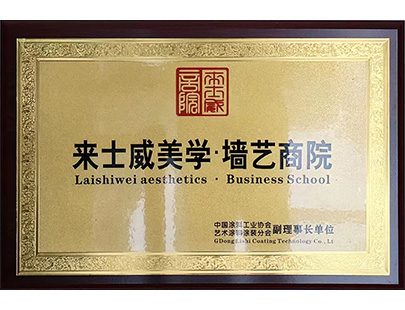 来士威美学·墙艺商院
Laishiwei aesthetics · Business School
中国涂料工业协会
艺术涂料涂装分会 副理事长单位
GDongLishi Coating Technology Co., Lt